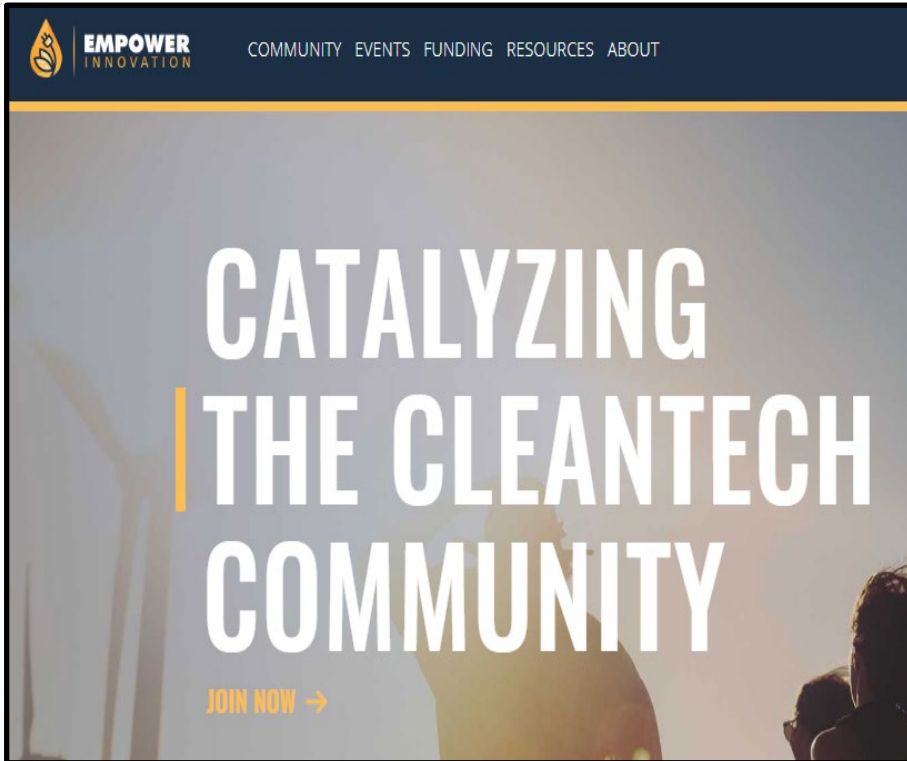 EMPOWER
INNOVATION
COMMUNITY EVENTS FUNDING RESOURCES ABOUT
CATALYZING
THE CLEANTECH
COMMUNITY
JOIN NOW →